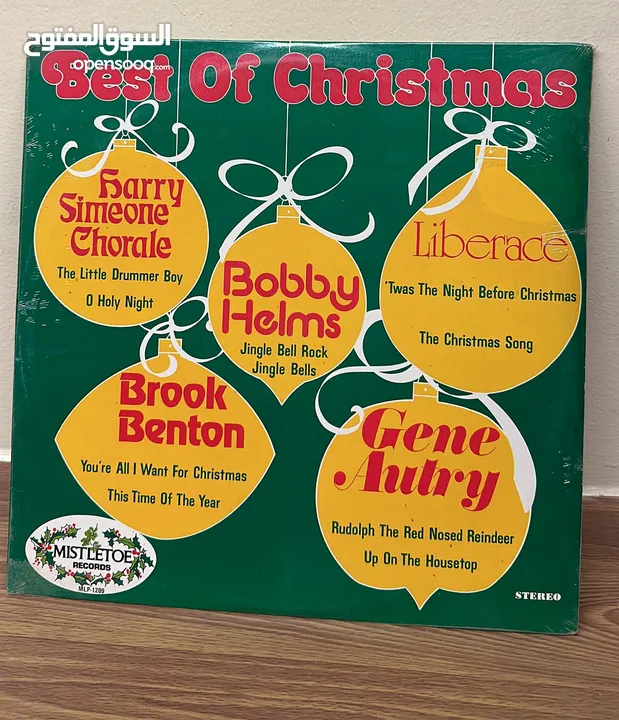 السوق المفتوح
opensooq.com
Best Of Christmas
Harry
Simeone
Chorale
The Little Drummer Boy
O Holy Night
Bobby
Helms
Jingle Bell Rock
Jingle Bells
Liberace
'Twas The Night Before Christmas
The Christmas Song
Brook
Benton
You're All I Want For Christmas
This Time Of The Year
Gene
Autry
Rudolph The Red Nosed Reindeer
Up On The Housetop
MISTLETOE
RECORDS
MLP-1209
STEREO